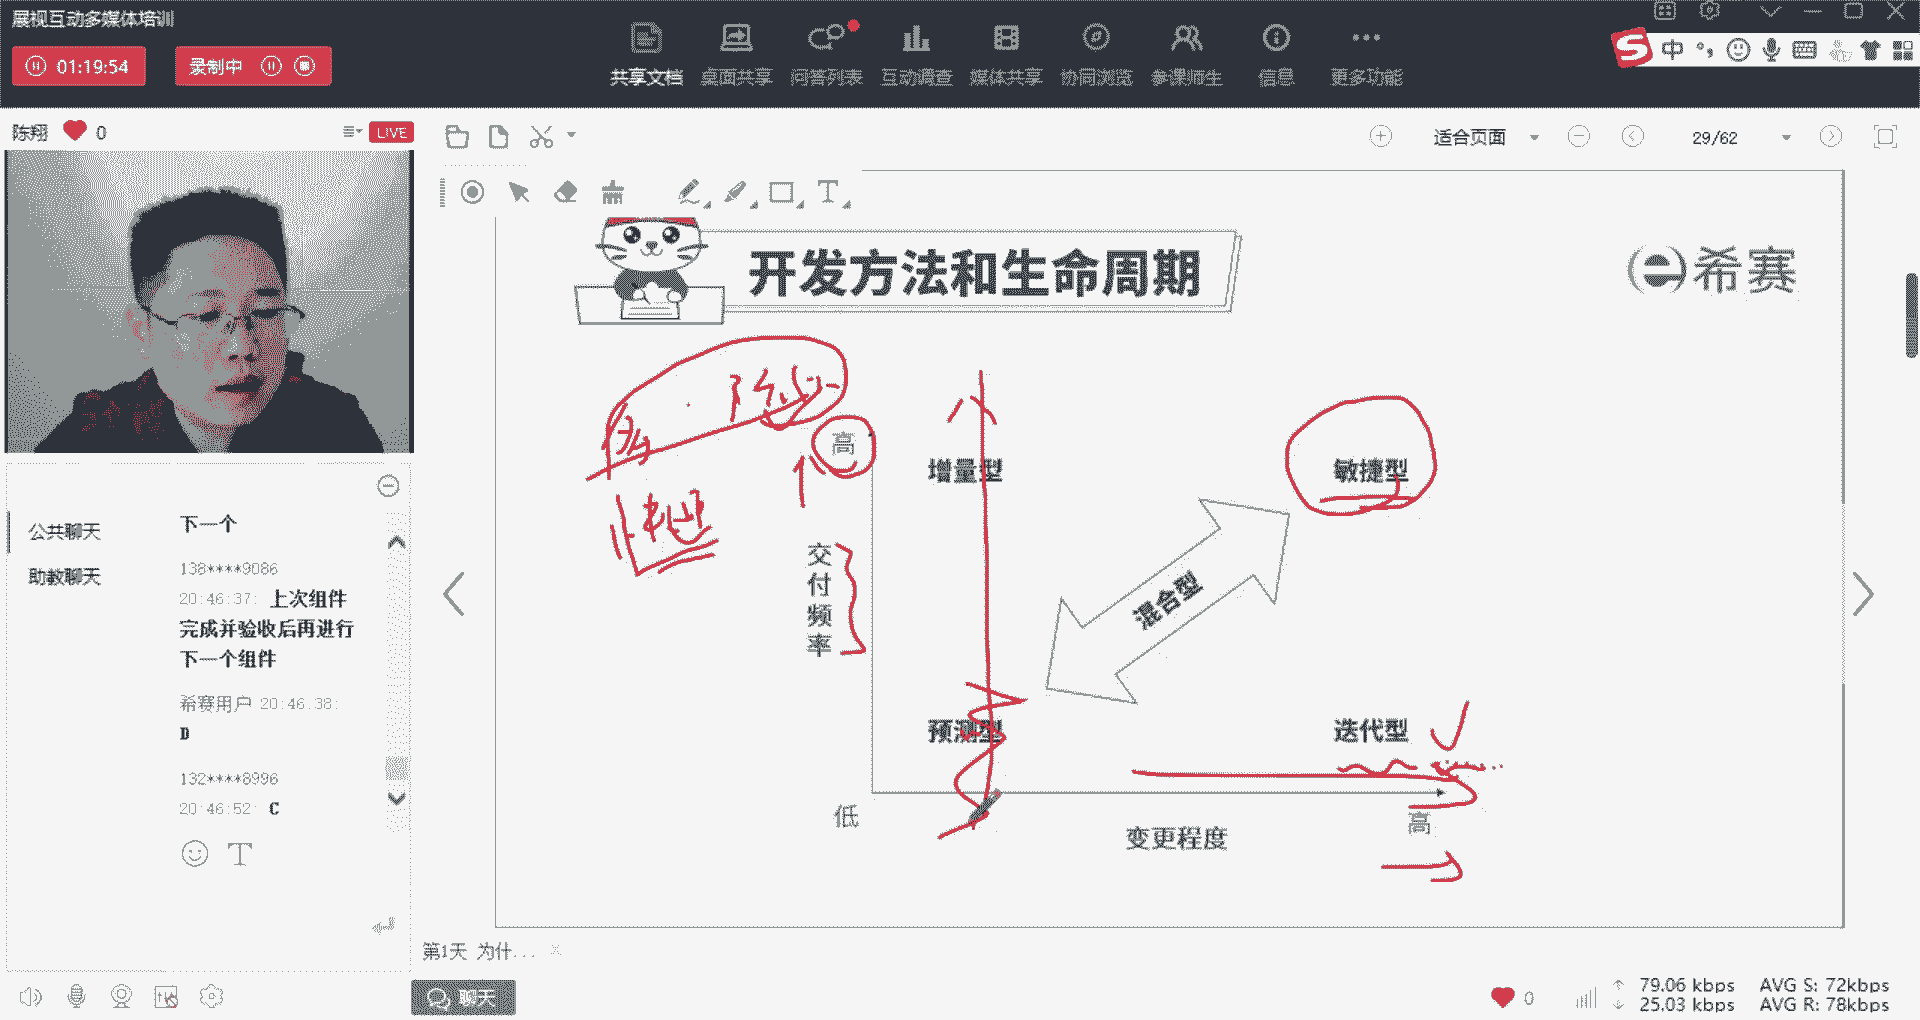 展视互动多媒体培训
01:19:54
录制中
共享文档
桌面共享
问答列表
互动调查
媒体共享
协同浏览
参课师生
信息
更多功能
中
陈翔
0
LIVE
适合页面
29/62
开发方法和生命周期
希赛
高
增量型
敏捷型
交付频率
混合型
预测型
迭代型
低
高
变更程度
公共聊天
助教聊天
下一个
138****9086
20:46:37: 上次组件
完成并验收后再进行
下一个组件
希赛用户 20:46:38:
D
132****8996
20:46:52: C
第1天 为什...
聊天
0
79.06 kbps AVG S: 72kbps
25.03 kbps AVG R: 78kbps